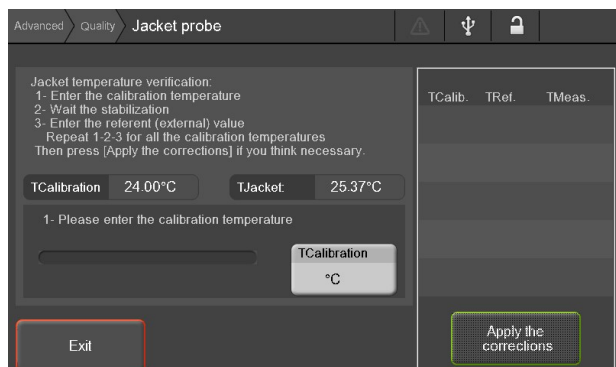 Advanced Quality Jacket probe
Jacket temperature verification:
1- Enter the calibration temperature
2- Wait the stabilization
3- Enter the referent (external) value
Repeat 1-2-3 for all the calibration temperatures
Then press [Apply the corrections] if you think necessary.
TCalibration 24.00°C TJacket: 25.37°C
1- Please enter the calibration temperature
TCalibration
°C
Exit
TCalib. TRef. TMeas.
Apply the
corrections